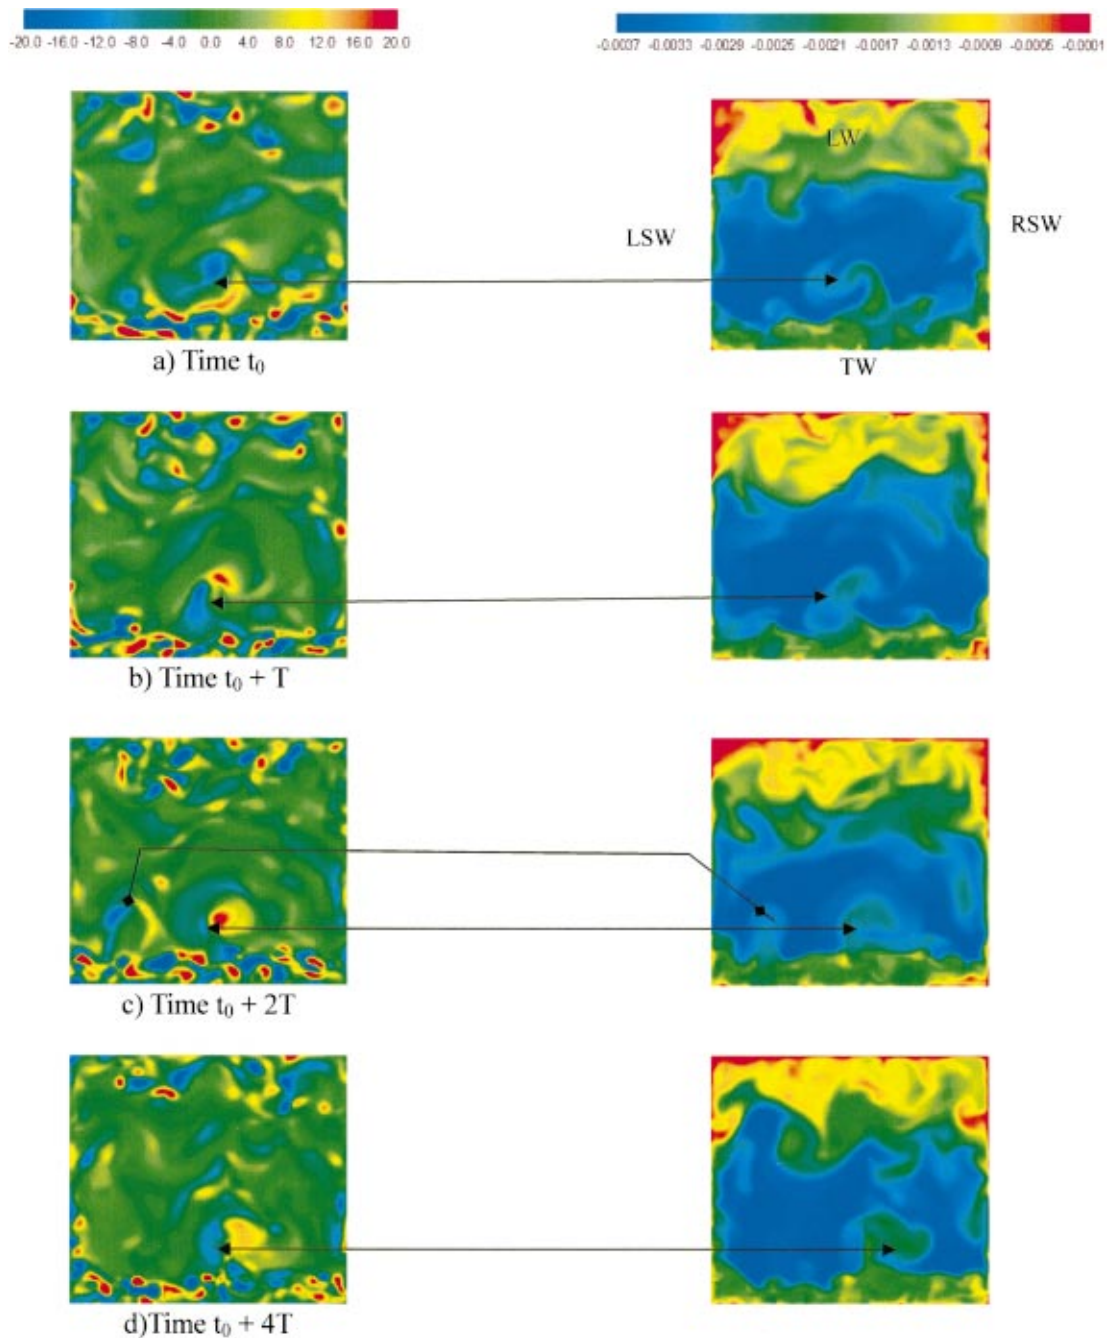 -20.0 -16.0 -12.0 -8.0 -4.0 0.0 4.0 8.0 12.0 16.0 20.0
-0.0037 -0.0033 -0.0029 -0.0025 -0.0021 -0.0017 -0.0013 -0.0009 -0.0005 -0.0001
LW
LSW
RSW
a) Time t₀
TW
b) Time t₀ + T
c) Time t₀ + 2T
d)Time t₀ + 4T